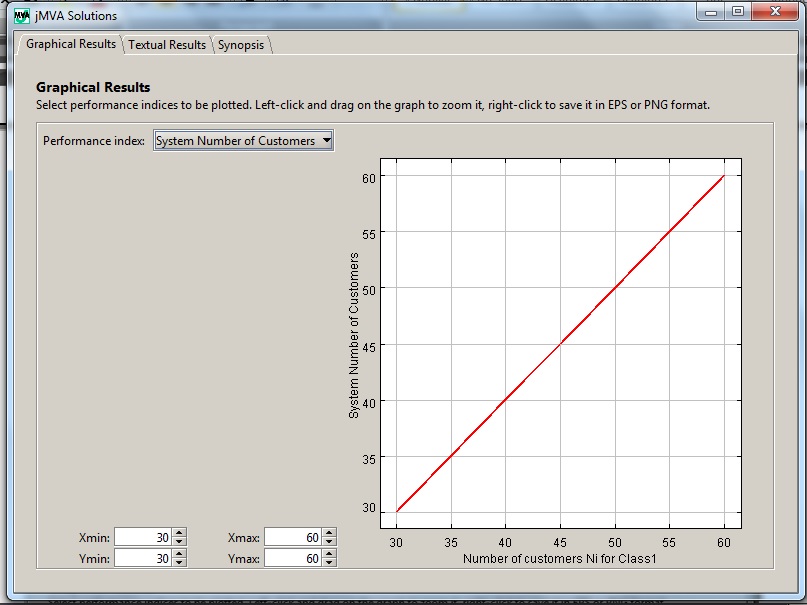 MVA jMVA Solutions
Graphical Results Textual Results Synopsis
Graphical Results
Select performance indices to be plotted. Left-click and drag on the graph to zoom it, right-click to save it in EPS or PNG format.
Performance index: System Number of Customers
System Number of Customers
60
55
50
45
40
35
30
30 35 40 45 50 55 60
Number of customers Ni for Class1
Xmin: 30 Xmax: 60
Ymin: 30 Ymax: 60